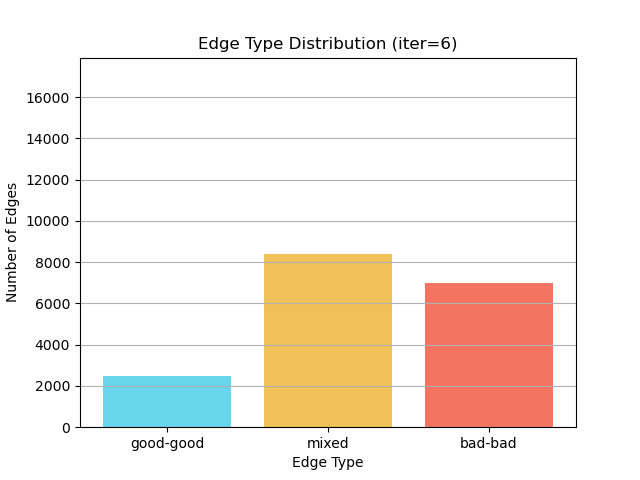 Edge Type Distribution (iter=6)
Number of Edges
16000
14000
12000
10000
8000
6000
4000
2000
0
good-good
mixed
bad-bad
Edge Type